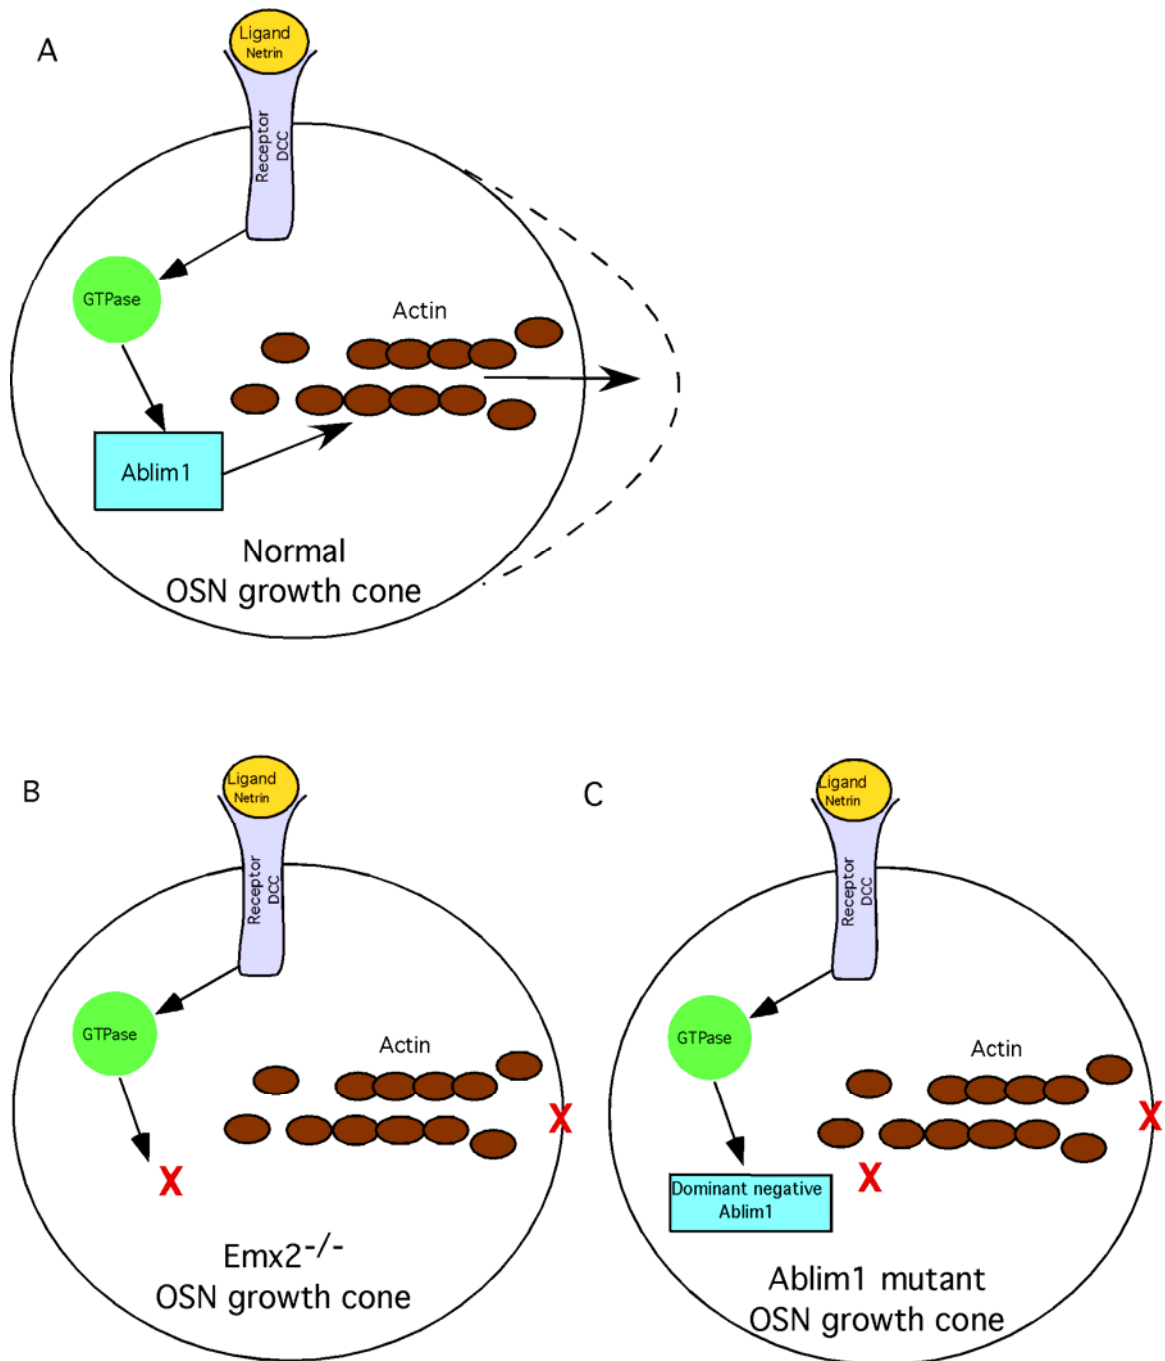 A
Ligand
Netrin
Receptor
DCC
GTPase
Actin
Ablim1
Normal
OSN growth cone
B
Ligand
Netrin
Receptor
DCC
GTPase
Actin
X
X
Emx2-/-
OSN growth cone
C
Ligand
Netrin
Receptor
DCC
GTPase
Actin
X
X
Dominant negative
Ablim1
Ablim1 mutant
OSN growth cone